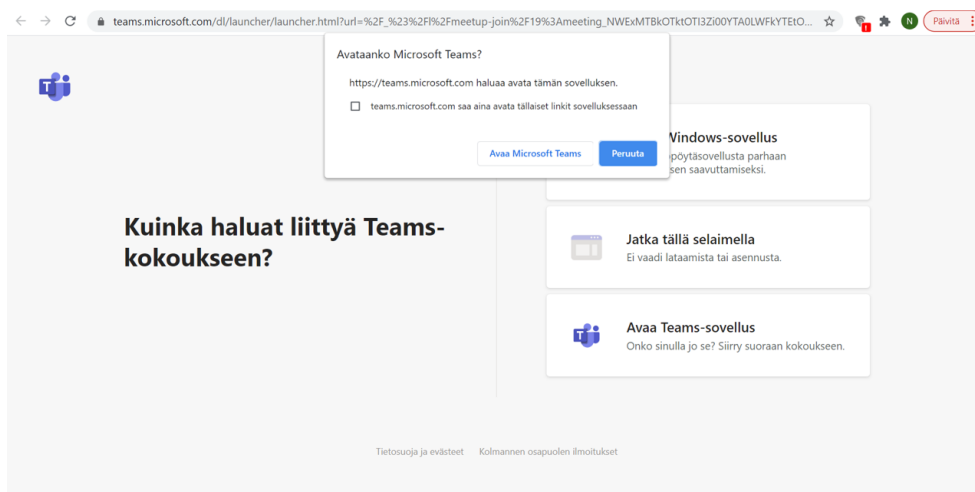 teams.microsoft.com/dl/launcher/launcher.html?url=%2F_%23%2Fl%2Fmeetup-join%2F19%3Ameeting_NWExMTBkOTktOTI3Zi00YTA0LWFkYTEtO...
N
Päivitä
Avataanko Microsoft Teams?
https://teams.microsoft.com haluaa avata tämän sovelluksen.
teams.microsoft.com saa aina avata tällaiset linkit sovelluksessaan
Avaa Microsoft Teams
Peruuta
Windows-sovellus
parhaan
saavuttamiseksi.
Kuinka haluat liittyä Teams-
kokoukseen?
Jatka tällä selaimella
Ei vaadi lataamista tai asennusta.
Avaa Teams-sovellus
Onko sinulla jo se? Siirry suoraan kokoukseen.
Tietosuoja ja evästeet
Kolmannen osapuolen ilmoitukset